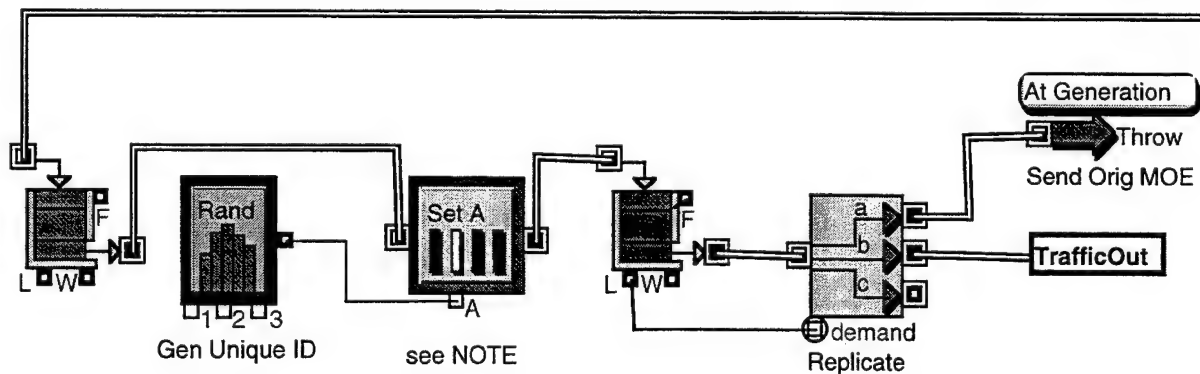 At Generation
Throw
Send Orig MOE
F
L W
Rand
1 2 3
Gen Unique ID
Set A
A
see NOTE
F
L W
a
b
c
demand
Replicate
TrafficOut